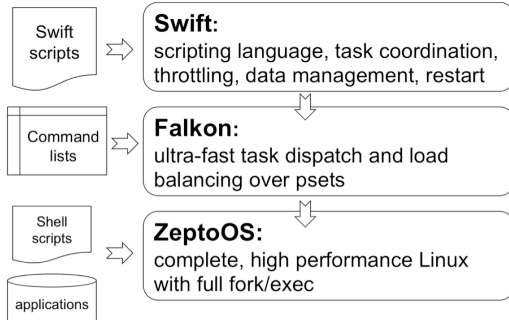 Swift
scripts
Swift:
scripting language, task coordination,
throttling, data management, restart
Command
lists
Falkon:
ultra-fast task dispatch and load
balancing over psets
Shell
scripts
applications
ZeptoOS:
complete, high performance Linux
with full fork/exec